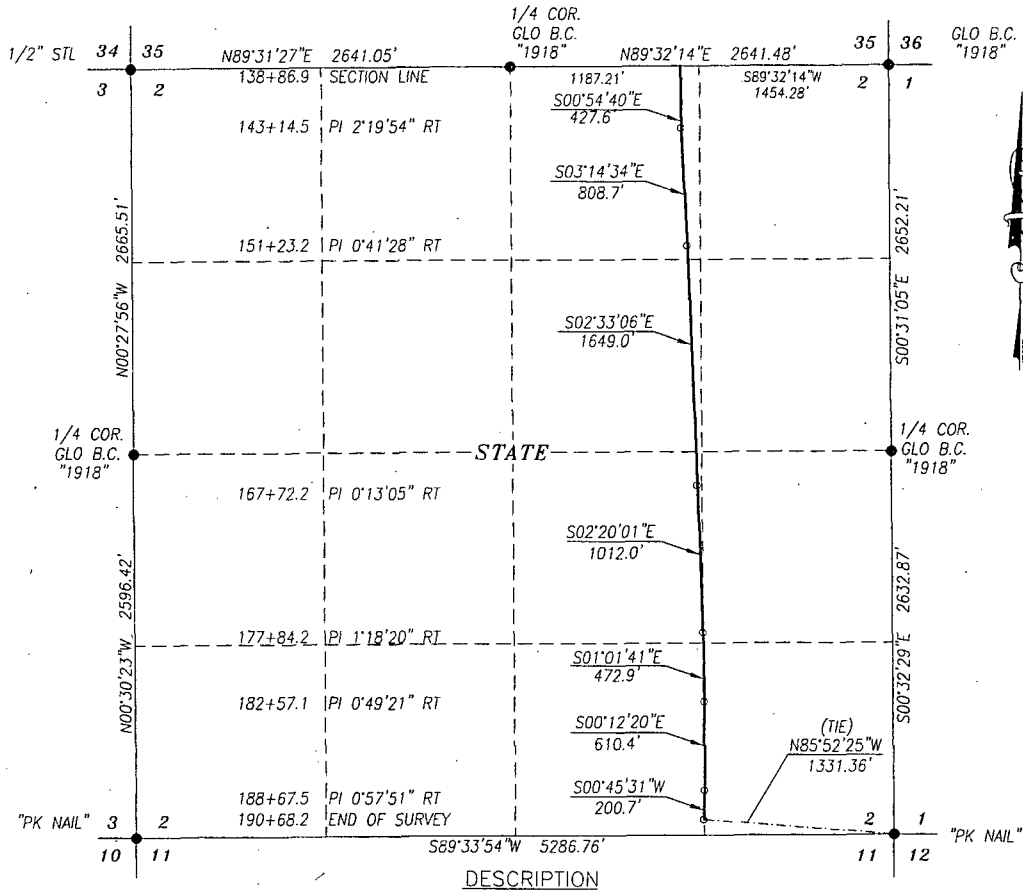 1/4 COR.
GLO B.C.
"1918"
GLO B.C.
"1918"
1/2" STL
34 35
35 36
3 2
2 1
N89°31'27"E 2641.05'
N89°32'14"E 2641.48'
138+86.9 SECTION LINE
1187.21'
S89°32'14"W
1454.28'
S00°54'40"E
427.6'
143+14.5 PI 2°19'54" RT
S03°14'34"E
808.7'
N00°27'56"W 2665.51'
S00°31'05"E 2652.21'
151+23.2 PI 0°41'28" RT
S02°33'06"E
1649.0'
1/4 COR.
GLO B.C.
"1918"
STATE
1/4 COR.
GLO B.C.
"1918"
167+72.2 PI 0°13'05" RT
S02°20'01"E
1012.0'
N00°30'23"W 2596.42'
S00°32'29"E 2632.87'
177+84.2 PI 1°18'20" RT
S01°01'41"E
472.9'
182+57.1 PI 0°49'21" RT
S00°12'20"E
610.4'
(TIE)
N85°52'25"W
1331.36'
188+67.5 PI 0°57'51" RT
S00°45'31"W
200.7'
190+68.2 END OF SURVEY
"PK NAIL" 3 2
2 1 "PK NAIL"
10 11
11 12
S89°33'54"W 5286.76'
DESCRIPTION